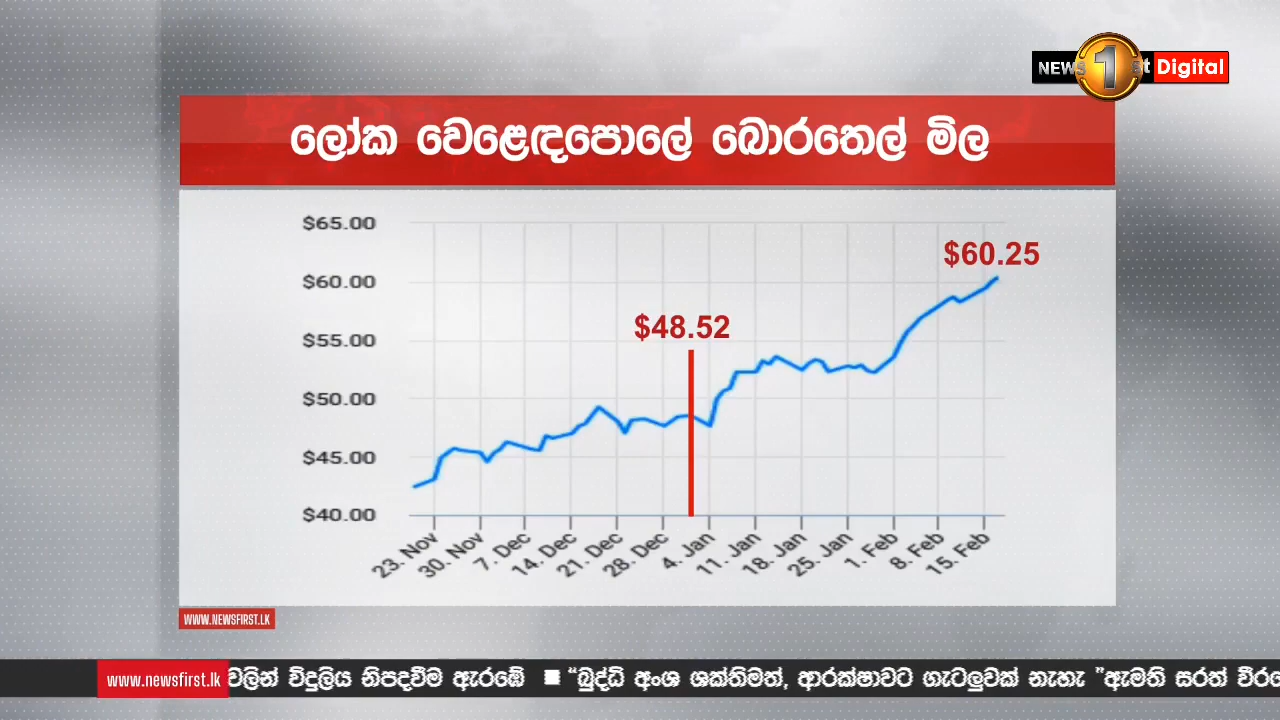 NEWS 1st Digital
ලෝක වෙළෙඳපොලේ බොරතෙල් මිල
$65.00
$60.00
$55.00
$50.00
$45.00
$40.00
$48.52
$60.25
23. Nov
30. Nov
7. Dec
14. Dec
21. Dec
28. Dec
4. Jan
11. Jan
18. Jan
25. Jan
1. Feb
8. Feb
15. Feb
WWW.NEWSFIRST.LK
www.newsfirst.lk වලින් විදුලිය නිපදවීම ඇරඹේ ■ “බුද්ධි අංශ ශක්තිමත්, ආරක්ෂාවට ගැටලුවක් නැහැ ”ඇමති සරත්